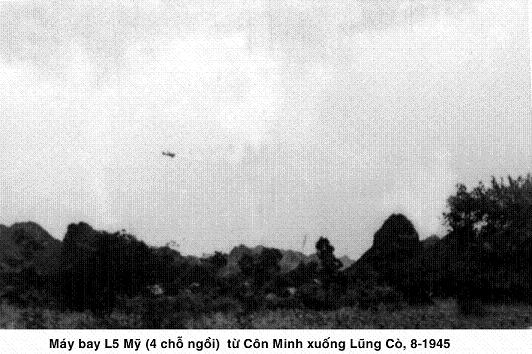 Máy bay L5 Mỹ (4 chỗ ngồi) từ Côn Minh xuống Lũng Cò, 8-1945